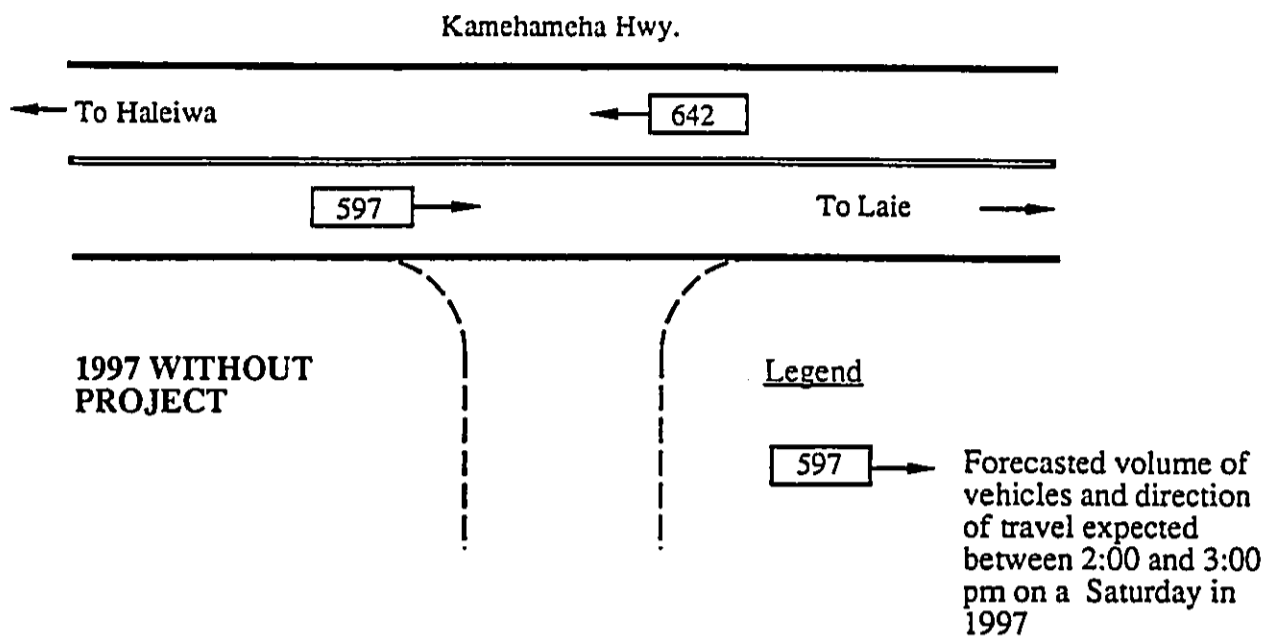 Kamehameha Hwy.
To Haleiwa
642
597
To Laie
1997 WITHOUT
PROJECT
Legend
597
Forecasted volume of
vehicles and direction
of travel expected
between 2:00 and 3:00
pm on a Saturday in
1997